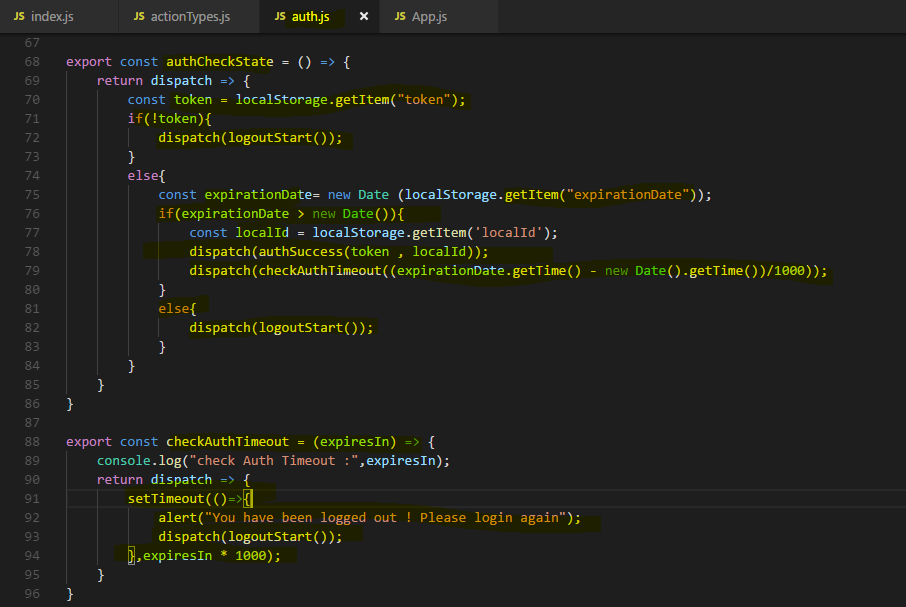 JS index.js JS actionTypes.js JS auth.js × JS App.js
67
68 export const authCheckState = () => {
69 return dispatch => {
70 const token = localStorage.getItem("token");
71 if(!token){
72 dispatch(logoutStart());
73 }
74 else{
75 const expirationDate= new Date (localStorage.getItem("expirationDate"));
76 if(expirationDate > new Date()){
77 const localId = localStorage.getItem('localId');
78 dispatch(authSuccess(token , localId));
79 dispatch(checkAuthTimeout((expirationDate.getTime() - new Date().getTime())/1000));
80 }
81 else{
82 dispatch(logoutStart());
83 }
84 }
85 }
86 }
87
88 export const checkAuthTimeout = (expiresIn) => {
89 console.log("check Auth Timeout :",expiresIn);
90 return dispatch => {
91 setTimeout(()=>{
92 alert("You have been logged out ! Please login again");
93 dispatch(logoutStart());
94 },expiresIn * 1000);
95 }
96 }